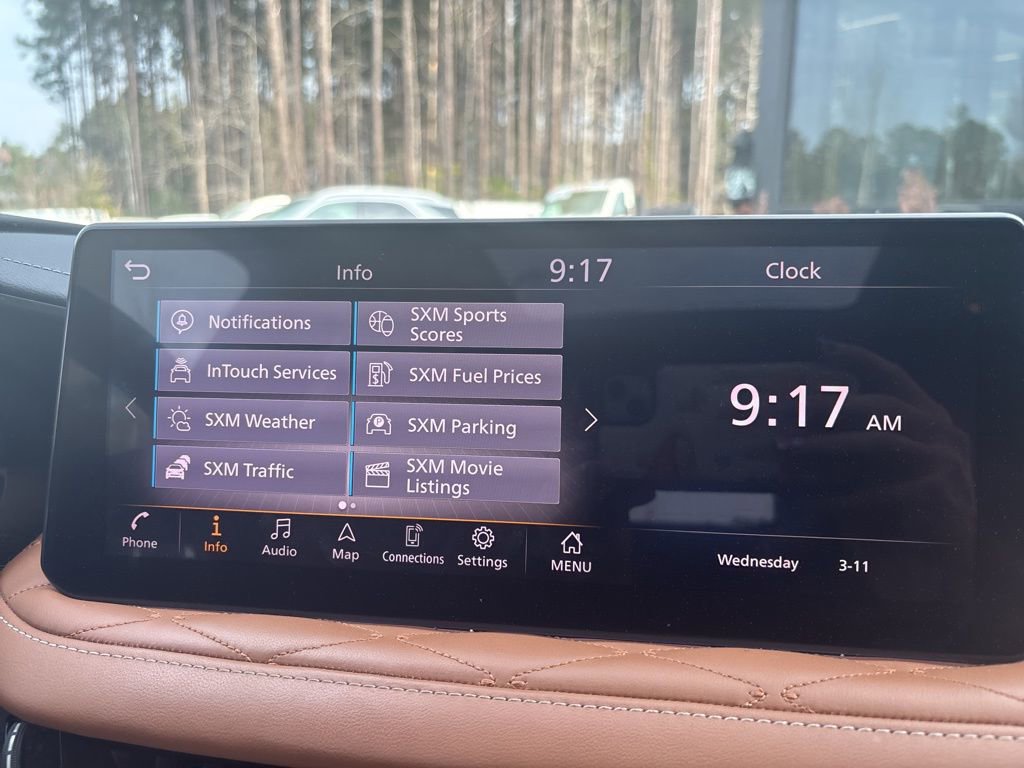 Info
9:17
Clock
Notifications
SXM Sports
Scores
InTouch Services
SXM Fuel Prices
SXM Weather
SXM Parking
SXM Traffic
SXM Movie
Listings
9:17 AM
Phone
Info
Audio
Map
Connections
Settings
MENU
Wednesday 3-11